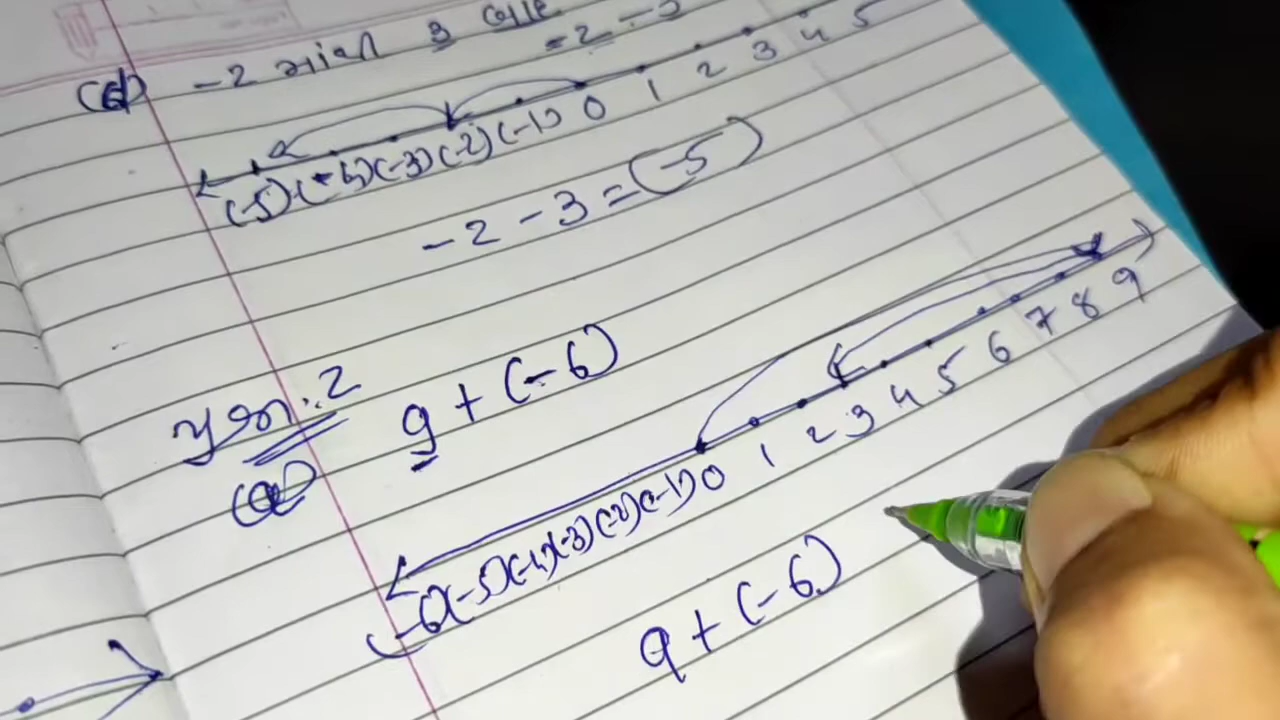 (d) -2 3
-2 -3
(-5) (-4) (-3) (-2) (-1) 0 1 2 3 4 5
-2 - 3 = (-5)
9 + (-6)
(a)
(-6) (-5) (-4) (-3) (-2) (-1) 0 1 2 3 4 5 6 7 8 9
9 + (-6)